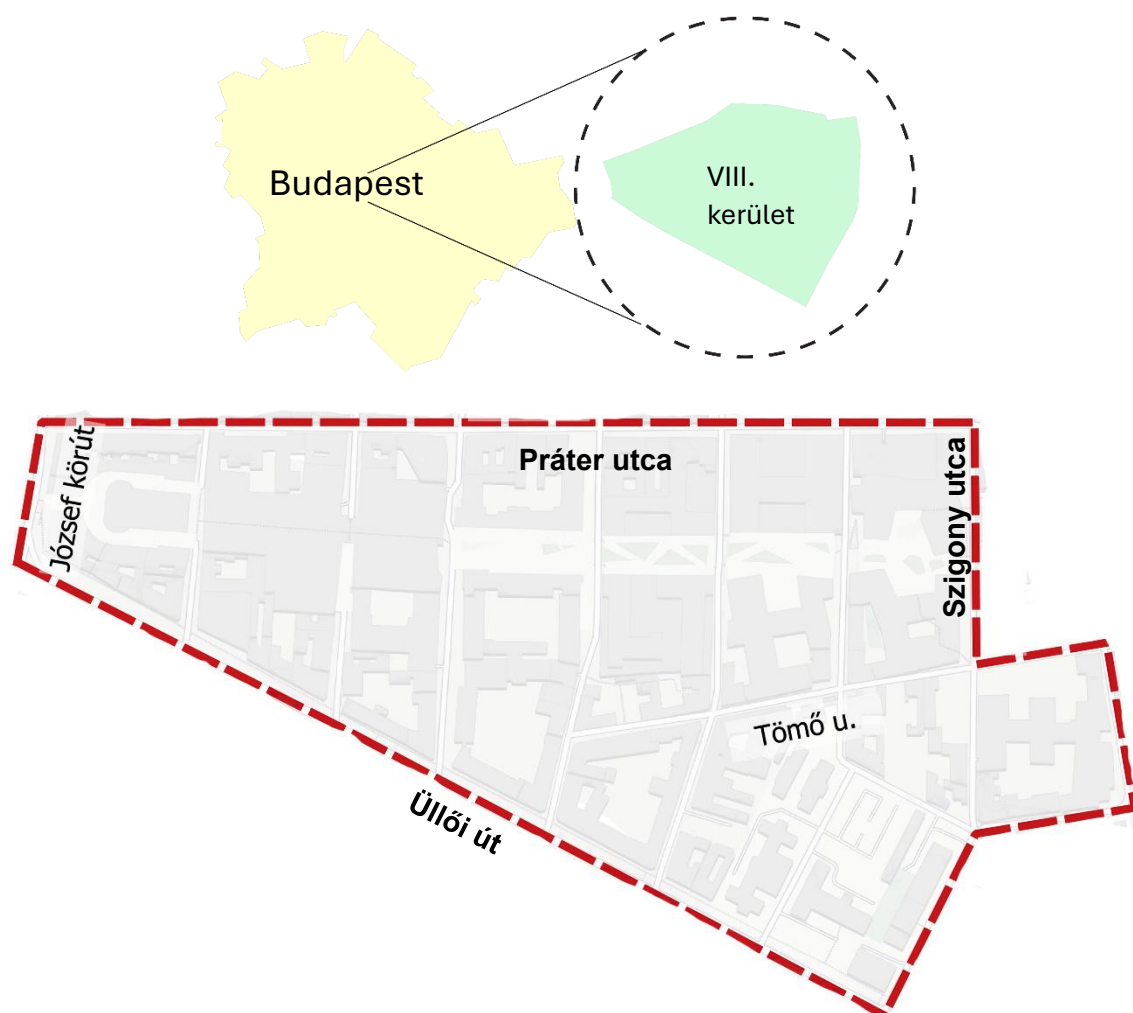 Budapest
VIII.
kerület
József körút
Práter utca
Szigony utca
Tömő u.
Üllői út